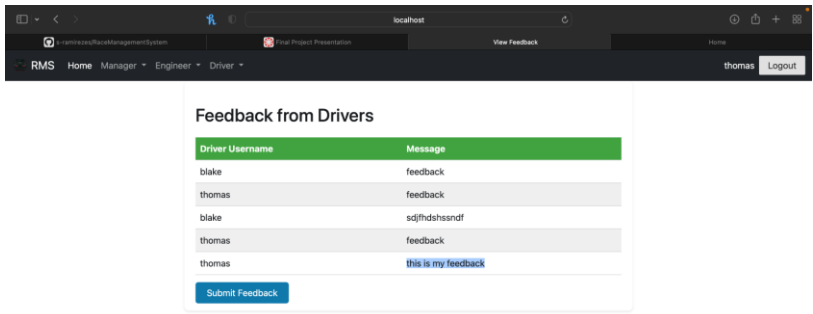 localhost
s-ramirezes/RaceManagementSystem Final Project Presentation View Feedback Home
RMS Home Manager Engineer Driver thomas Logout
Feedback from Drivers
Driver Username Message
blake feedback
thomas feedback
blake sdjfhdshssndf
thomas feedback
thomas this is my feedback
Submit Feedback